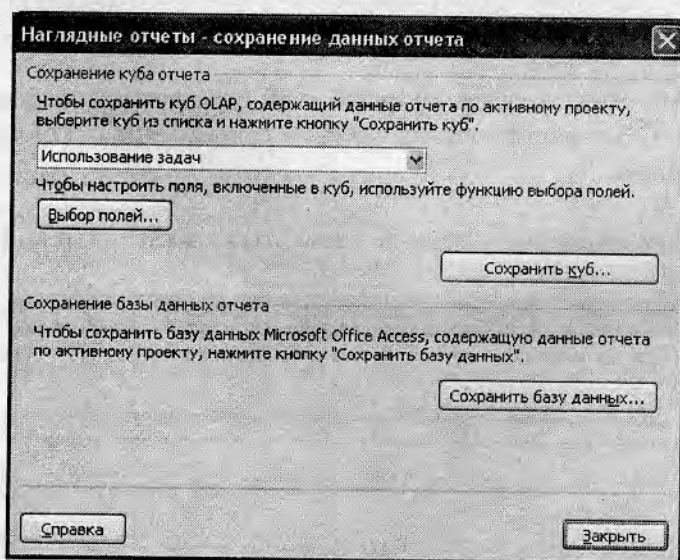 Наглядные отчеты - сохранение данных отчета
Сохранение куба отчета
Чтобы сохранить куб OLAP, содержащий данные отчета по активному проекту,
выберите куб из списка и нажмите кнопку "Сохранить куб".
Использование задач
Чтобы настроить поля, включенные в куб, используйте функцию выбора полей.
Выбор полей...
Сохранить куб...
Сохранение базы данных отчета
Чтобы сохранить базу данных Microsoft Office Access, содержащую данные отчета
по активному проекту, нажмите кнопку "Сохранить базу данных".
Сохранить базу данных...
Справка
Закрыть